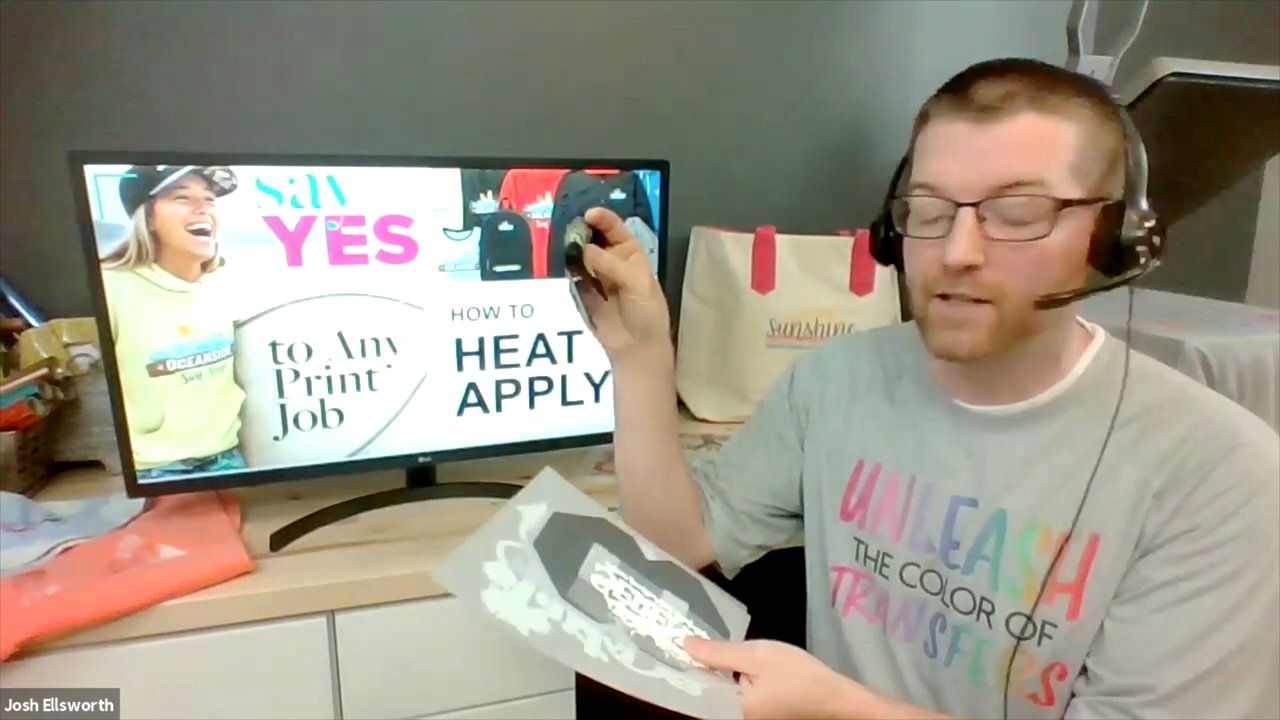 say
YES
to Any
Print
Job
HOW TO
HEAT
APPLY
OCEANSIDE
Sunshine
UNLEASH
THE COLOR OF
TRANSFERS
Josh Ellsworth